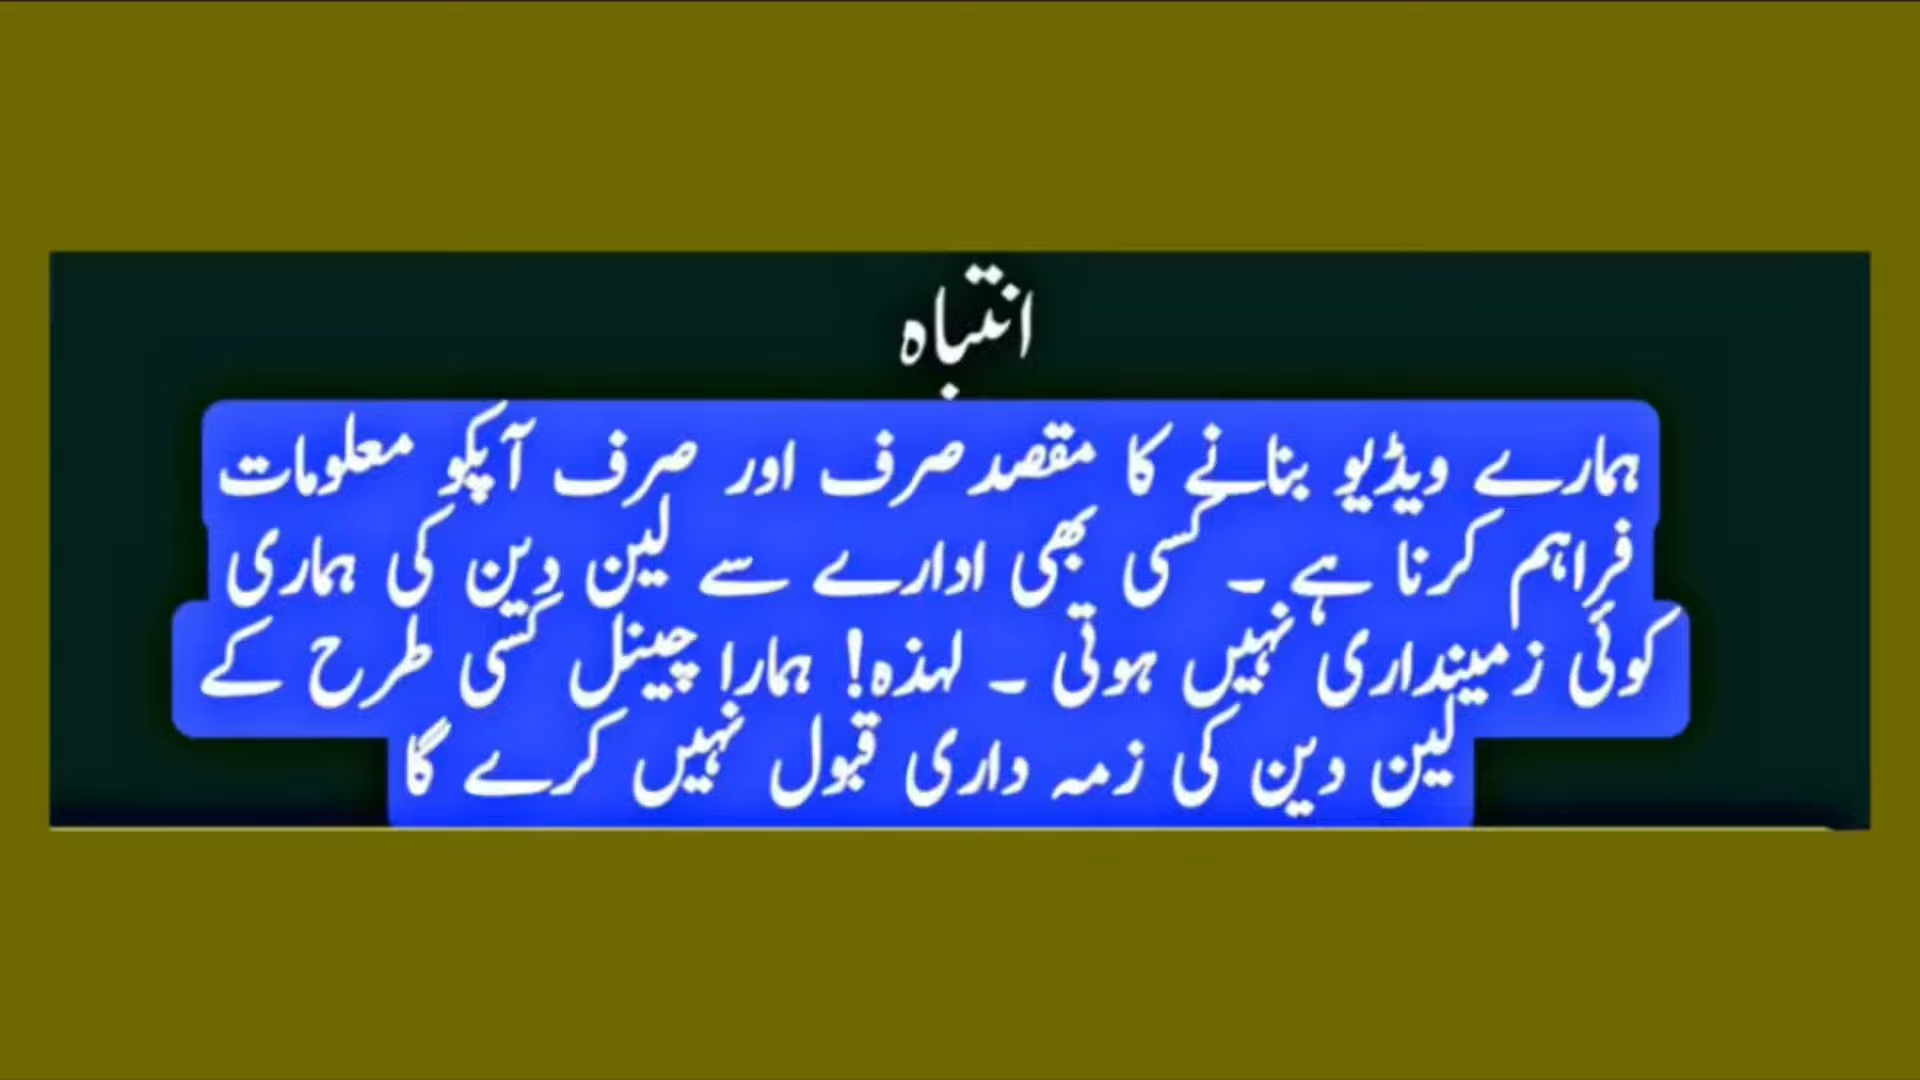 انتباہ
ہمارے ویڈیو بنانے کا مقصد صرف اور صرف آپکو معلومات
فراہم کرنا ہے ۔ کسی بھی ادارے سے لین دین کی ہماری
کوئی زمینداری نہیں ہوتی ۔ لہذہ! ہمارا چینل کسی طرح کے
لین دین کی زمہ داری قبول نہیں کرے گا